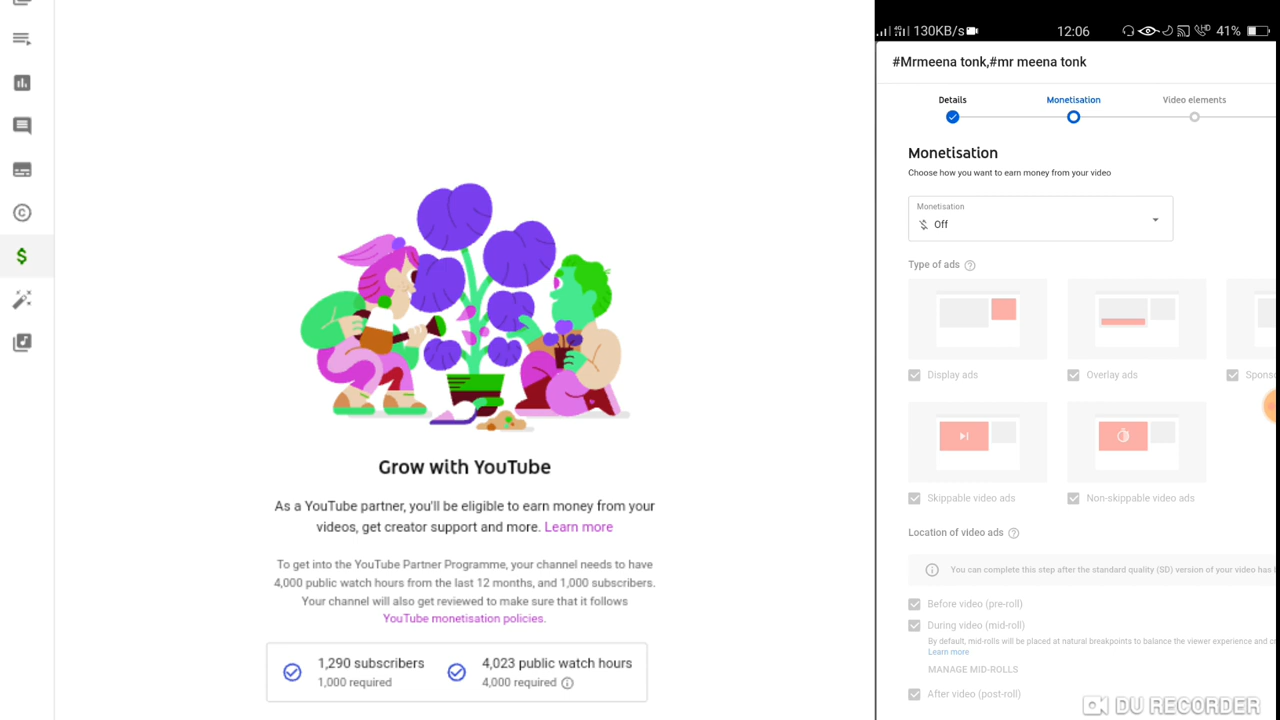 Grow with YouTube
As a YouTube partner, you'll be eligible to earn money from your
videos, get creator support and more. Learn more
To get into the YouTube Partner Programme, your channel needs to have
4,000 public watch hours from the last 12 months, and 1,000 subscribers.
Your channel will also get reviewed to make sure that it follows
YouTube monetisation policies.
1,290 subscribers
1,000 required
4,023 public watch hours
4,000 required
130KB/s 12:06 HD 41%
#Mrmeena tonk,#mr meena tonk
Details Monetisation Video elements
Monetisation
Choose how you want to earn money from your video
Monetisation
Off
Type of ads
Display ads Overlay ads
Skippable video ads Non-skippable video ads
Location of video ads
You can complete this step after the standard quality (SD) version of your video has
Before video (pre-roll)
During video (mid-roll)
By default, mid-rolls will be placed at natural breakpoints to balance the viewer experience and
Learn more
MANAGE MID-ROLLS
After video (post-roll)
DU RECORDER